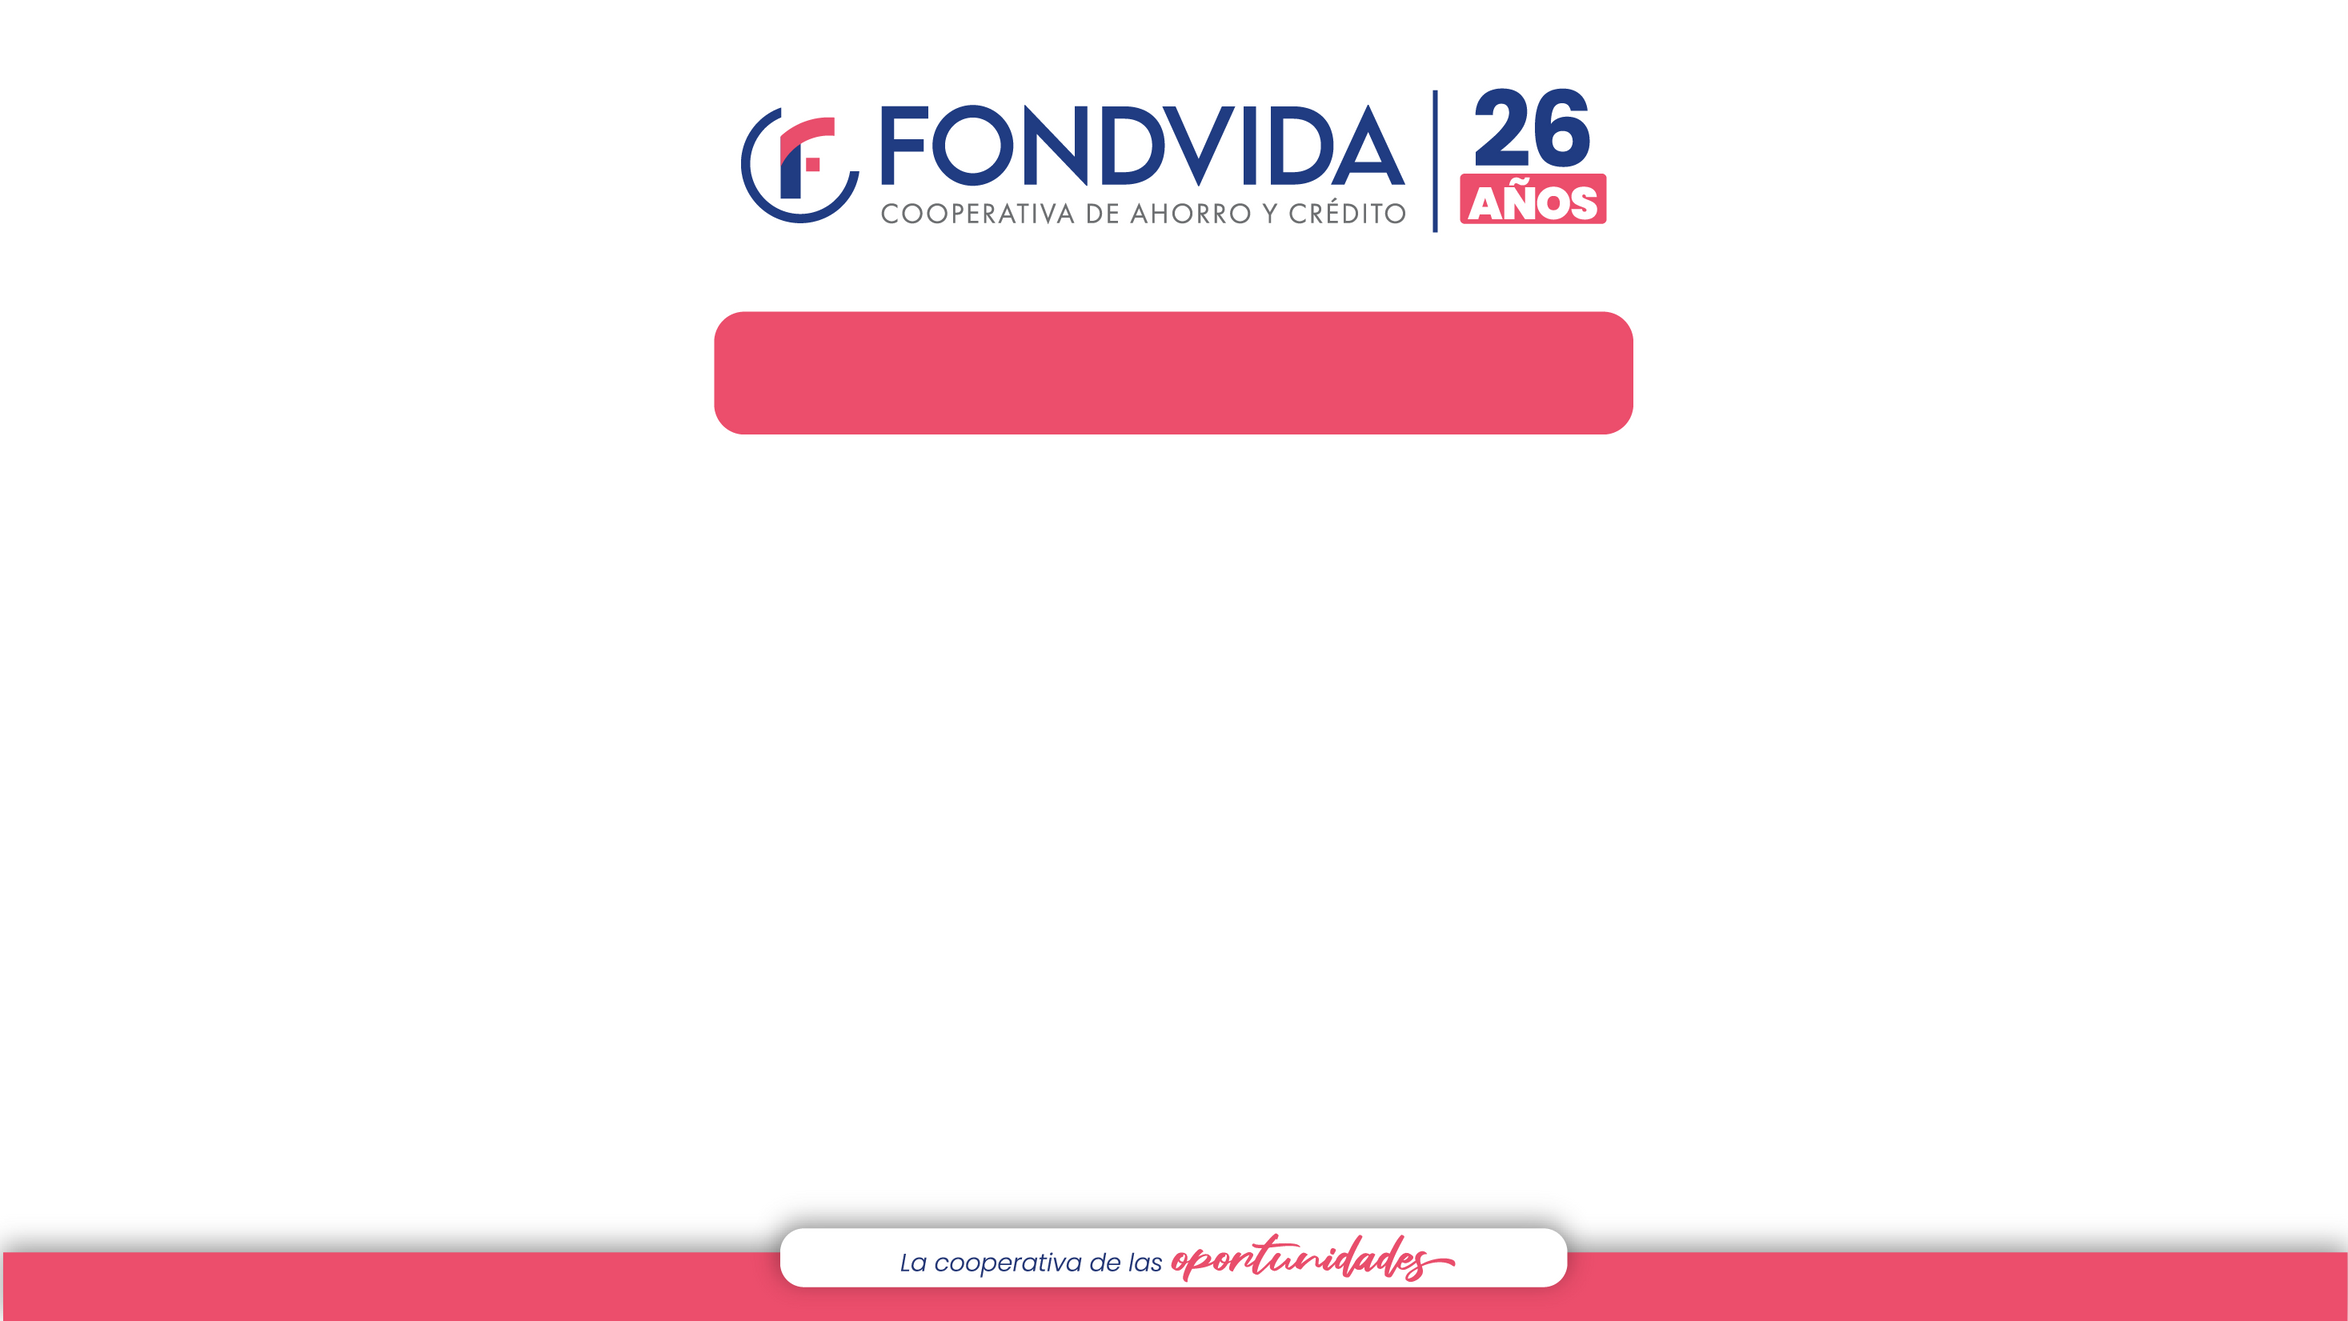 FONDVIDA
COOPERATIVA DE AHORRO Y CRÉDITO
26
AÑOS
La cooperativa de las oportunidades